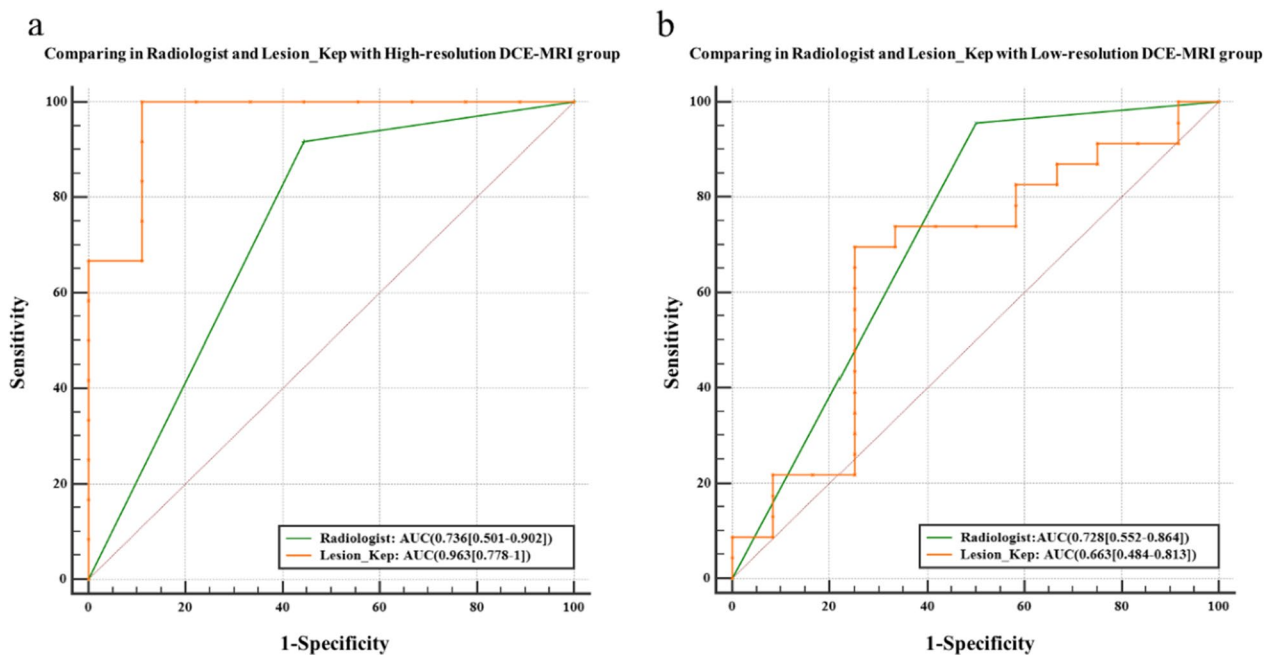 a
Comparing in Radiologist and Lesion_Kep with High-resolution DCE-MRI group
100
80
60
40
20
0
Sensitivity
0 20 40 60 80 100
1-Specificity
Radiologist: AUC(0.736[0.501-0.902])
Lesion_Kep: AUC(0.963[0.778-1])
b
Comparing in Radiologist and Lesion_Kep with Low-resolution DCE-MRI group
100
80
60
40
20
0
Sensitivity
0 20 40 60 80 100
1-Specificity
Radiologist:AUC(0.728[0.552-0.864])
Lesion_Kep: AUC(0.663[0.484-0.813])